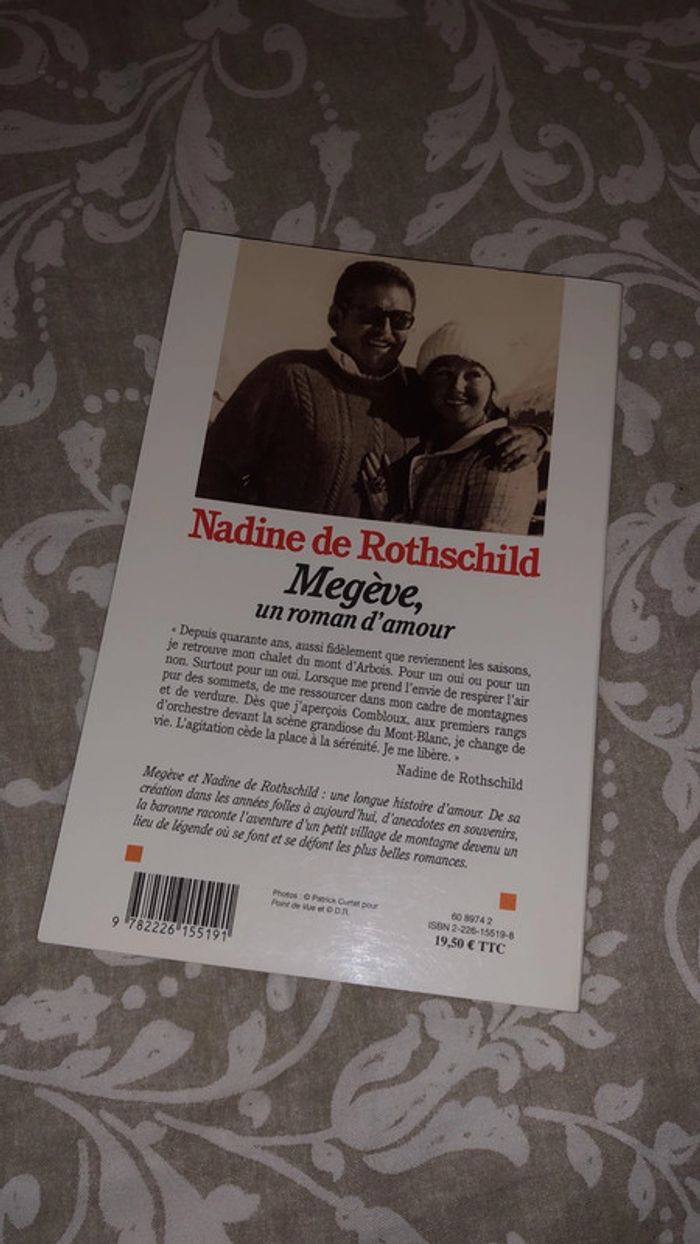 Nadine de Rothschild
Megève,
un roman d'amour
« Depuis quarante ans, aussi fidèlement que reviennent les saisons,
je retrouve mon chalet du mont d'Arbois. Pour un oui ou pour un
non. Surtout pour un oui. Lorsque me prend l'envie de respirer l'air
pur des sommets, de me ressourcer dans mon cadre de montagnes
et de verdure. Dès que j'aperçois Combloux, aux premiers rangs
d'orchestre devant la scène grandiose du Mont-Blanc, je change de
vie. L'agitation cède la place à la sérénité. Je me libère. »
Nadine de Rothschild
Megève et Nadine de Rothschild : une longue histoire d'amour. De sa
création dans les années folles à aujourd'hui, d'anecdotes en souvenirs,
la baronne raconte l'aventure d'un petit village de montagne devenu un
lieu de légende où se font et se défont les plus belles romances.
9 782226 155191
Photos : © Patrick Curtet pour
Point de Vue et © D.R.
60 8974 2
ISBN 2-226-15519-8
19,50 € TTC